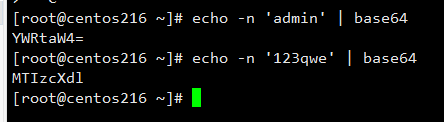 [root@centos216 ~]# echo -n 'admin' | base64
YWRtaW4=
[root@centos216 ~]# echo -n '123qwe' | base64
MTIzcXdl
[root@centos216 ~]#